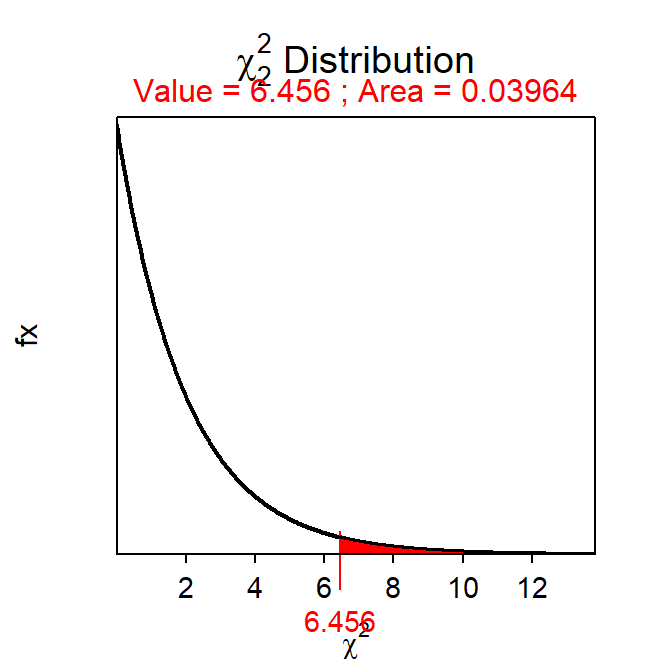 χ²₂ Distribution
Value = 6.456 ; Area = 0.03964
fx
2 4 6 8 10 12
6.456
χ²